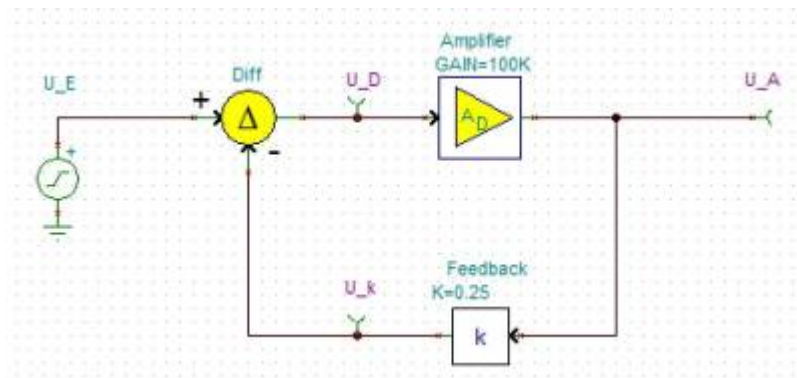 Amplifier
GAIN=100K
U_E
Diff
U_D
U_A
+
+
Δ
A_D
-
Feedback
K=0.25
U_k
k